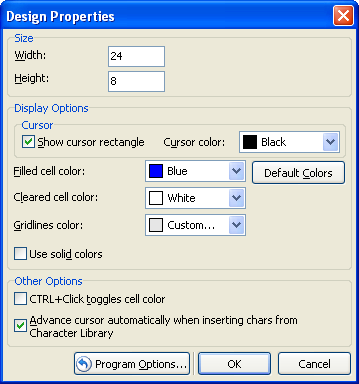 Design Properties
Size
Width: 24
Height: 8
Display Options
Cursor
Show cursor rectangle Cursor color: Black
Filled cell color: Blue Default Colors
Cleared cell color: White
Gridlines color: Custom...
Use solid colors
Other Options
CTRL+Click toggles cell color
Advance cursor automatically when inserting chars from
Character Library
Program Options... OK Cancel